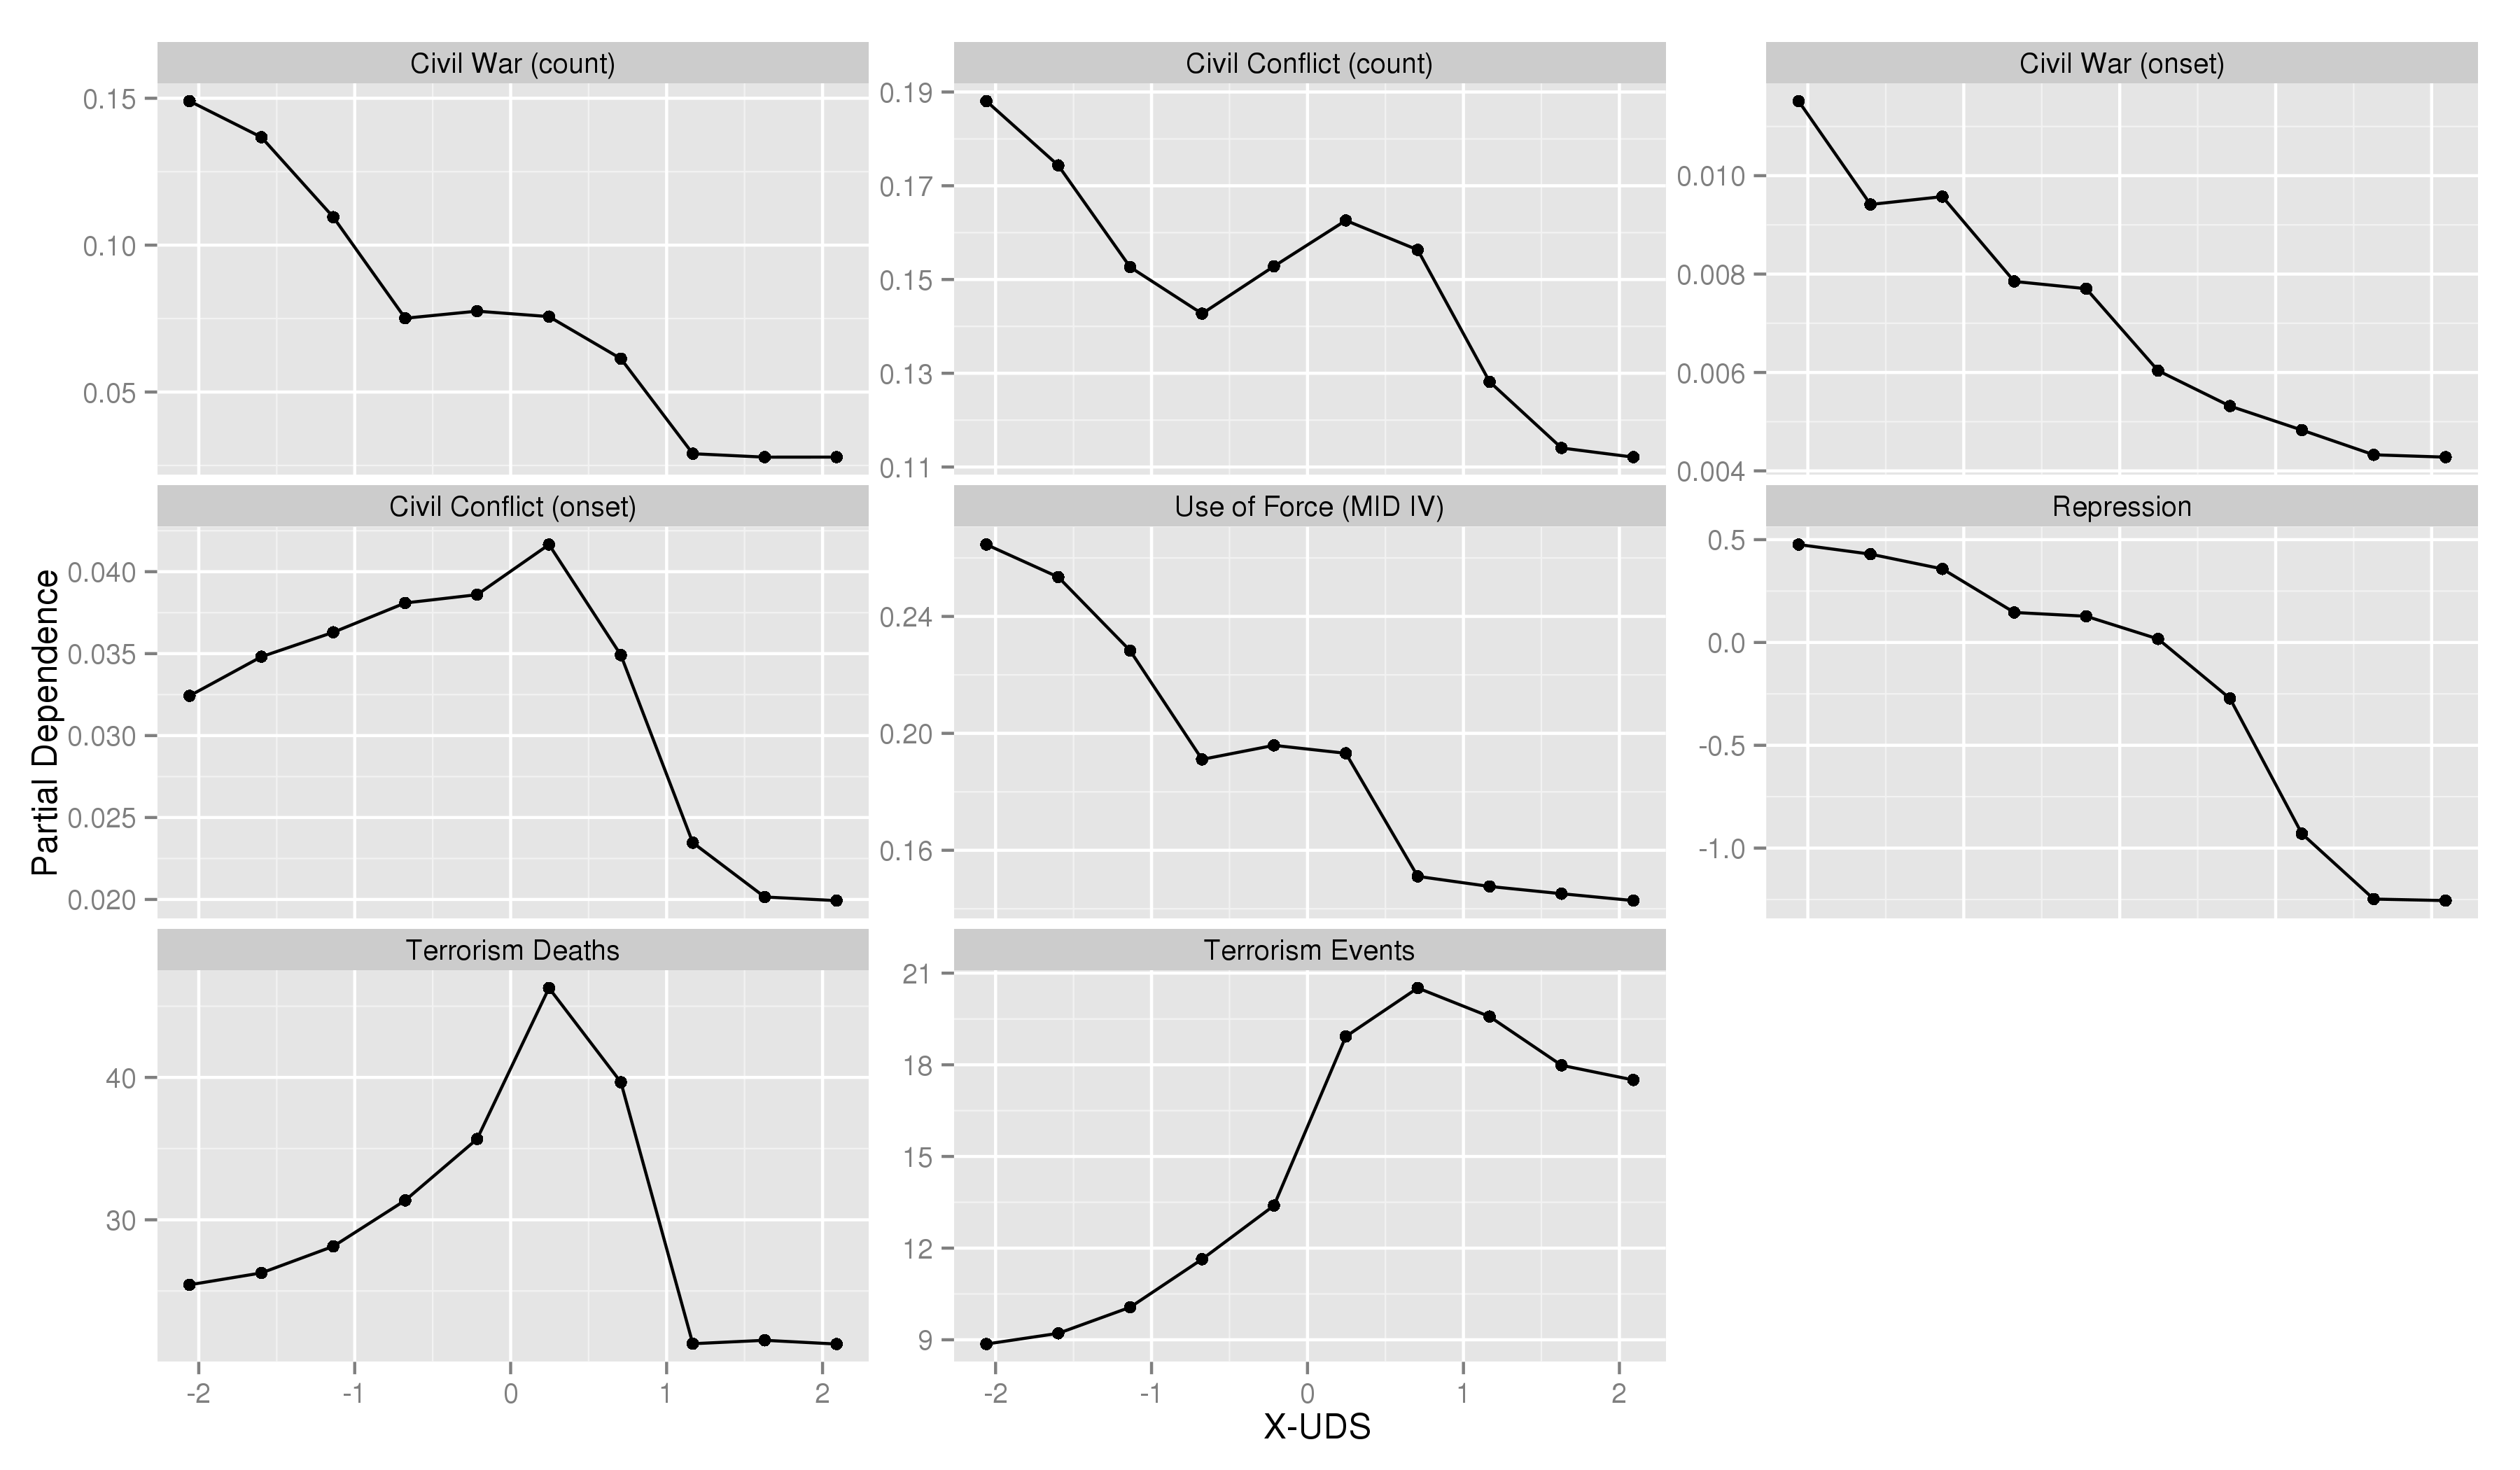 Civil War (count)
Civil Conflict (count)
Civil War (onset)
0.15
0.10
0.05
0.19
0.17
0.15
0.13
0.11
0.010
0.008
0.006
0.004
Civil Conflict (onset)
Use of Force (MID IV)
Repression
0.040
0.035
0.030
0.025
0.020
0.24
0.20
0.16
0.5
0.0
-0.5
-1.0
Partial Dependence
Terrorism Deaths
Terrorism Events
40
30
21
18
15
12
9
-2 -1 0 1 2
-2 -1 0 1 2
X-UDS